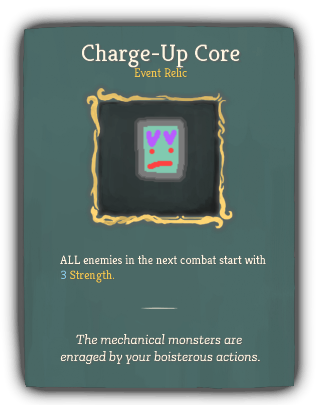 Charge-Up Core
Event Relic
ALL enemies in the next combat start with
3 Strength.
The mechanical monsters are
enraged by your boisterous actions.